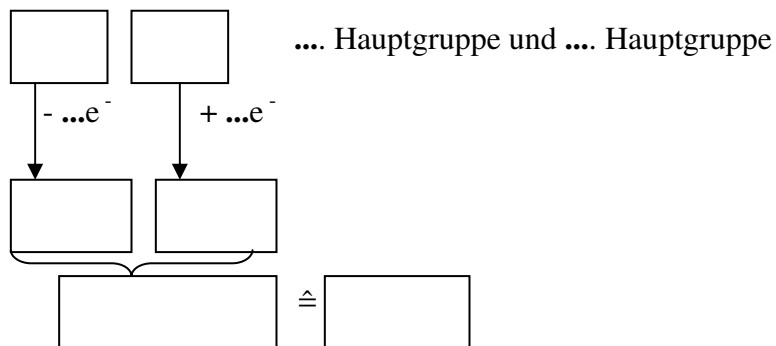 .... Hauptgruppe und .... Hauptgruppe
- ...e⁻ + ...e⁻
≙